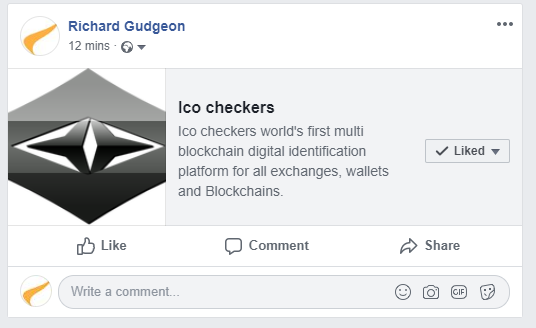 Richard Gudgeon
12 mins ·
Ico checkers
Ico checkers world's first multi
blockchain digital identification
platform for all exchanges, wallets
and Blockchains.
Liked
Like Comment Share
Write a comment...
GIF